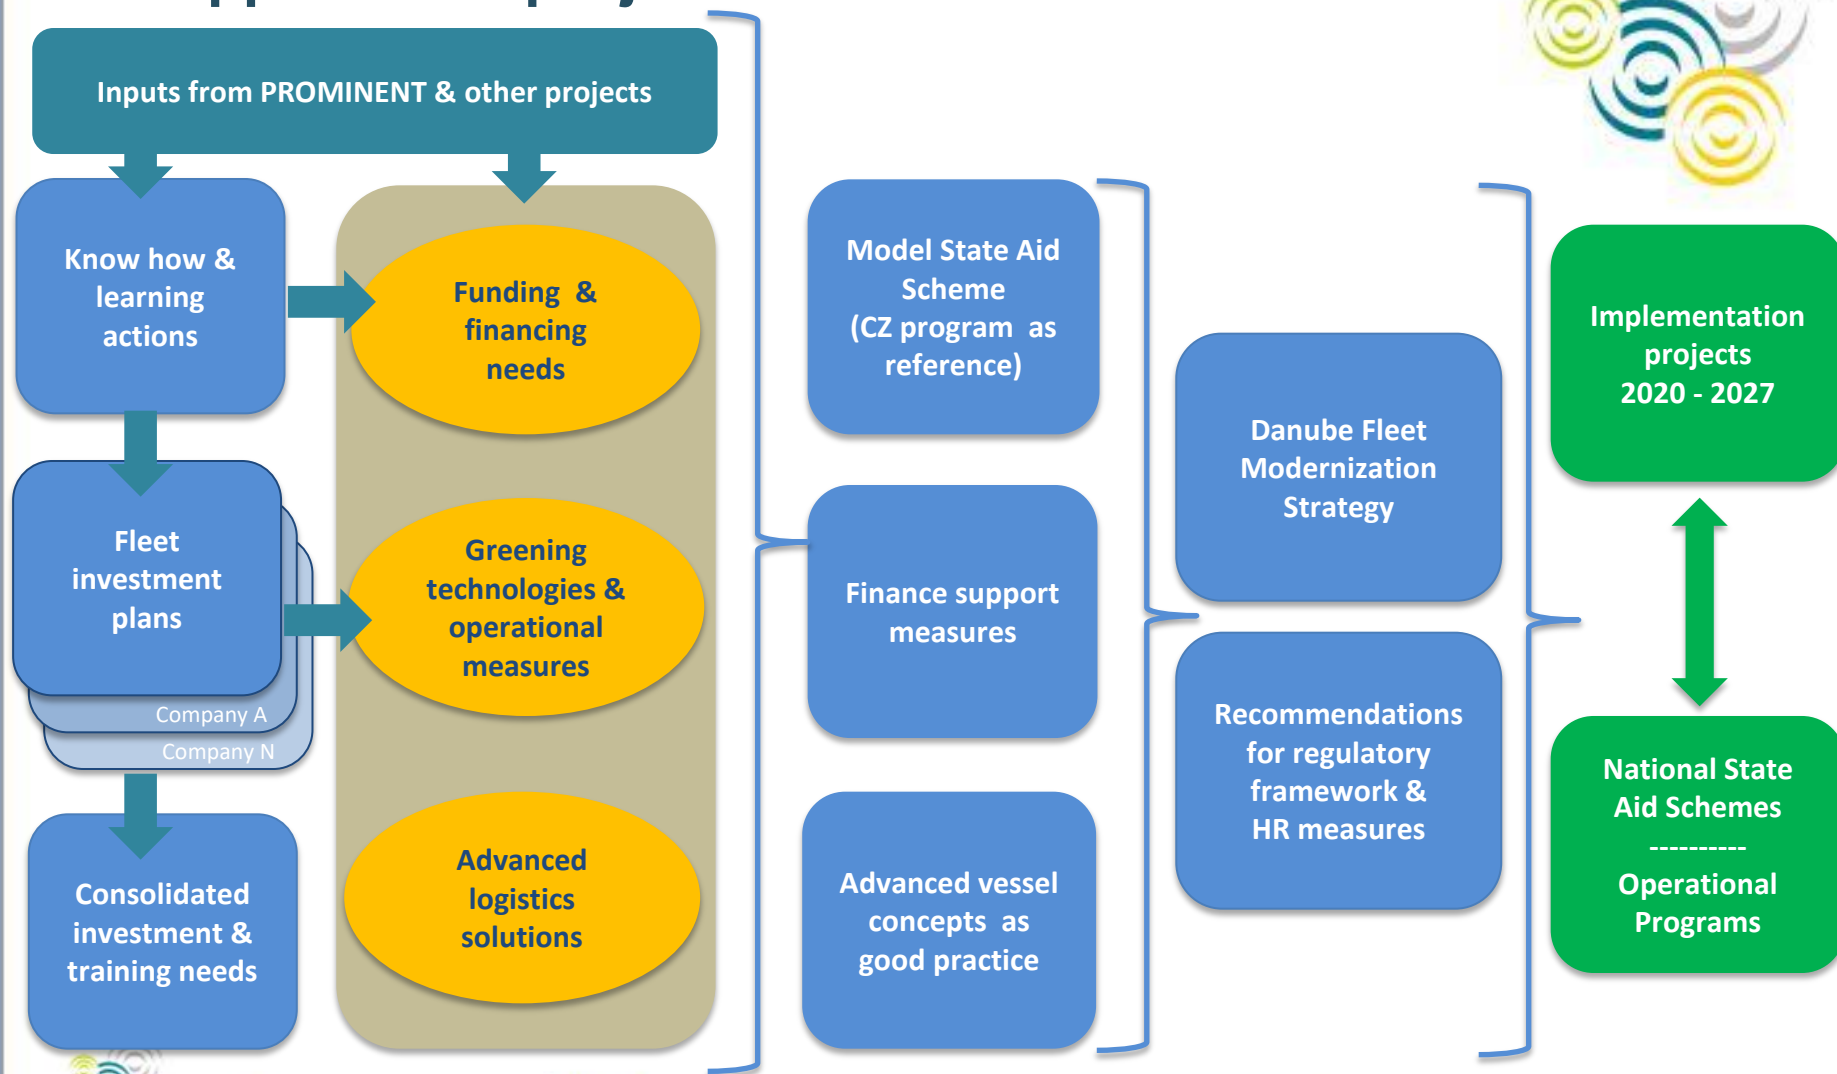 Inputs from PROMINENT & other projects
Know how &
learning
actions
Funding &
financing
needs
Fleet
investment
plans
Company A
Company N
Greening
technologies &
operational
measures
Consolidated
investment &
training needs
Advanced
logistics
solutions
Model State Aid
Scheme
(CZ program as
reference)
Finance support
measures
Advanced vessel
concepts as
good practice
Danube Fleet
Modernization
Strategy
Recommendations
for regulatory
framework &
HR measures
Implementation
projects
2020 - 2027
National State
Aid Schemes
----------
Operational
Programs